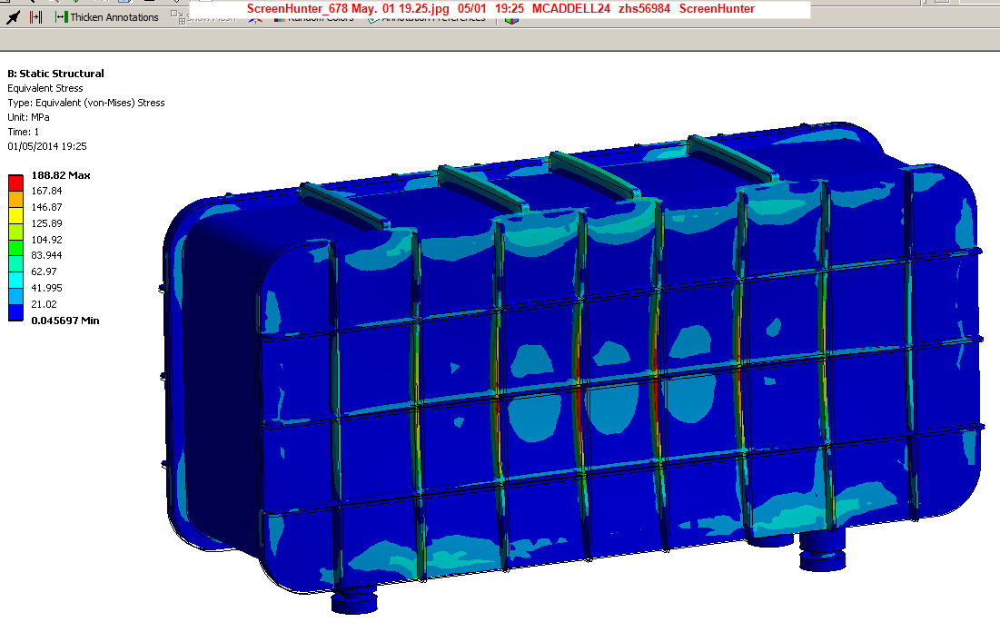 ScreenHunter_678 May. 01 19.25.jpg 05/01 19:25 MCADDELL24 zhs56984 ScreenHunter
Thicken Annotations
B: Static Structural
Equivalent Stress
Type: Equivalent (von-Mises) Stress
Unit: MPa
Time: 1
01/05/2014 19:25
188.82 Max
167.84
146.87
125.89
104.92
83.944
62.97
41.995
21.02
0.045697 Min